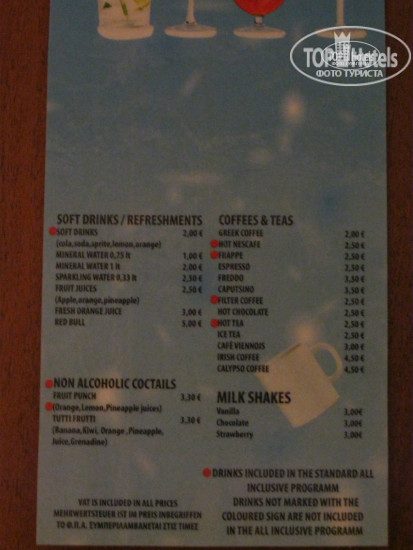 TOP Hotels
ФОТО ТУРИСТА
SOFT DRINKS / REFRESHMENTS
SOFT DRINKS 2,00 €
(cola,soda,sprite,lemon,orange)
MINERAL WATER 0,75 lt 1,00 €
MINERAL WATER 1 lt 2,00 €
SPARKLING WATER 0,33 lt 2,50 €
FRUIT JUICES 2,50 €
(Apple,orange,pineapple)
FRESH ORANGE JUICE 3,00 €
RED BULL 5,00 €
NON ALCOHOLIC COCTAILS
FRUIT PUNCH 3,30 €
(Orange,Lemon,Pineapple juices)
TUTTI FRUTTI 3,30 €
(Banana,Kiwi, Orange ,Pineapple,
Juice,Grenadine)
VAT IS INCLUDED IN ALL PRICES
MEHRWERTSTEUER IST IM PREIS INBEGRIFFEN
ΤΟ Φ.Π.Α. ΣΥΜΠΕΡΙΛΑΜΒΑΝΕΤΑΙ ΣΤΙΣ ΤΙΜΕΣ
COFFEES & TEAS
GREEK COFFEE 2,00 €
HOT NESCAFE 2,50 €
FRAPPE 2,50 €
ESPRESSO 2,50 €
FREDDO 3,50 €
CAPUTSINO 3,50 €
FILTER COFFEE 2,50 €
HOT CHOCOLATE 2,50 €
HOT TEA 2,50 €
ICE TEA 2,50 €
CAFÉ VIENNOIS 3,00 €
IRISH COFFEE 4,50 €
CALYPSO COFFEE 4,50 €
MILK SHAKES
Vanilla 3,00€
Chocolate 3,00€
Strawberry 3,00€
DRINKS INCLUDED IN THE STANDARD ALL
INCLUSIVE PROGRAMM
DRINKS NOT MARKED WITH THE
COLOURED SIGN ARE NOT INCLUDED
IN THE ALL INCLUSIVE PROGRAMM